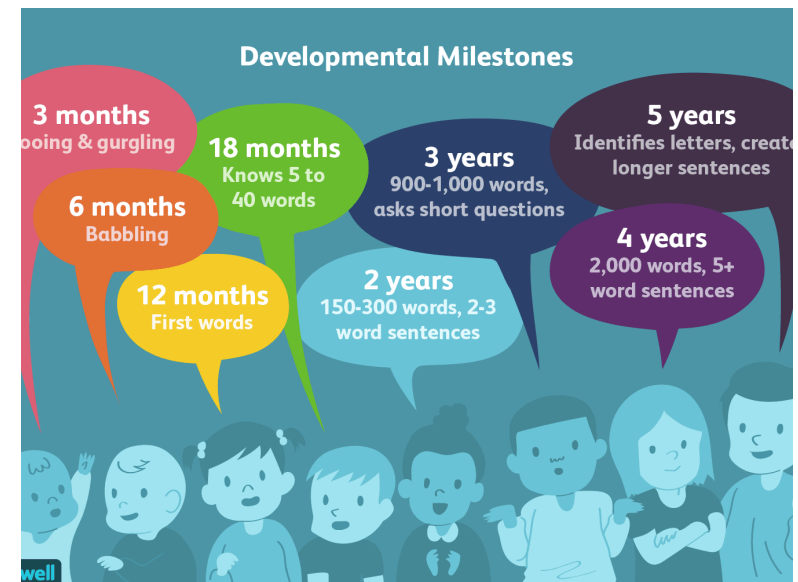 Developmental Milestones
3 months
ooing & gurgling
6 months
Babbling
12 months
First words
18 months
Knows 5 to
40 words
2 years
150-300 words, 2-3
word sentences
3 years
900-1,000 words,
asks short questions
4 years
2,000 words, 5+
word sentences
5 years
Identifies letters, create
longer sentences
well